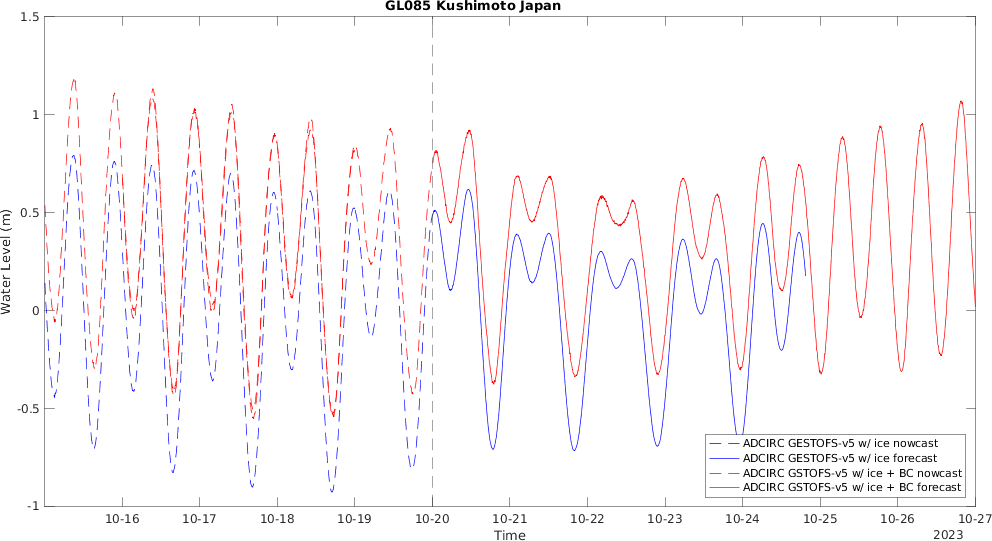 GL085 Kushimoto Japan
Water Level (m)
1.5
1
0.5
0
-0.5
-1
10-16 10-17 10-18 10-19 10-20 10-21 10-22 10-23 10-24 10-25 10-26 10-27
Time
2023
ADCIRC GESTOFS-v5 w/ ice nowcast
ADCIRC GESTOFS-v5 w/ ice forecast
ADCIRC GSTOFS-v5 w/ ice + BC nowcast
ADCIRC GSTOFS-v5 w/ ice + BC forecast